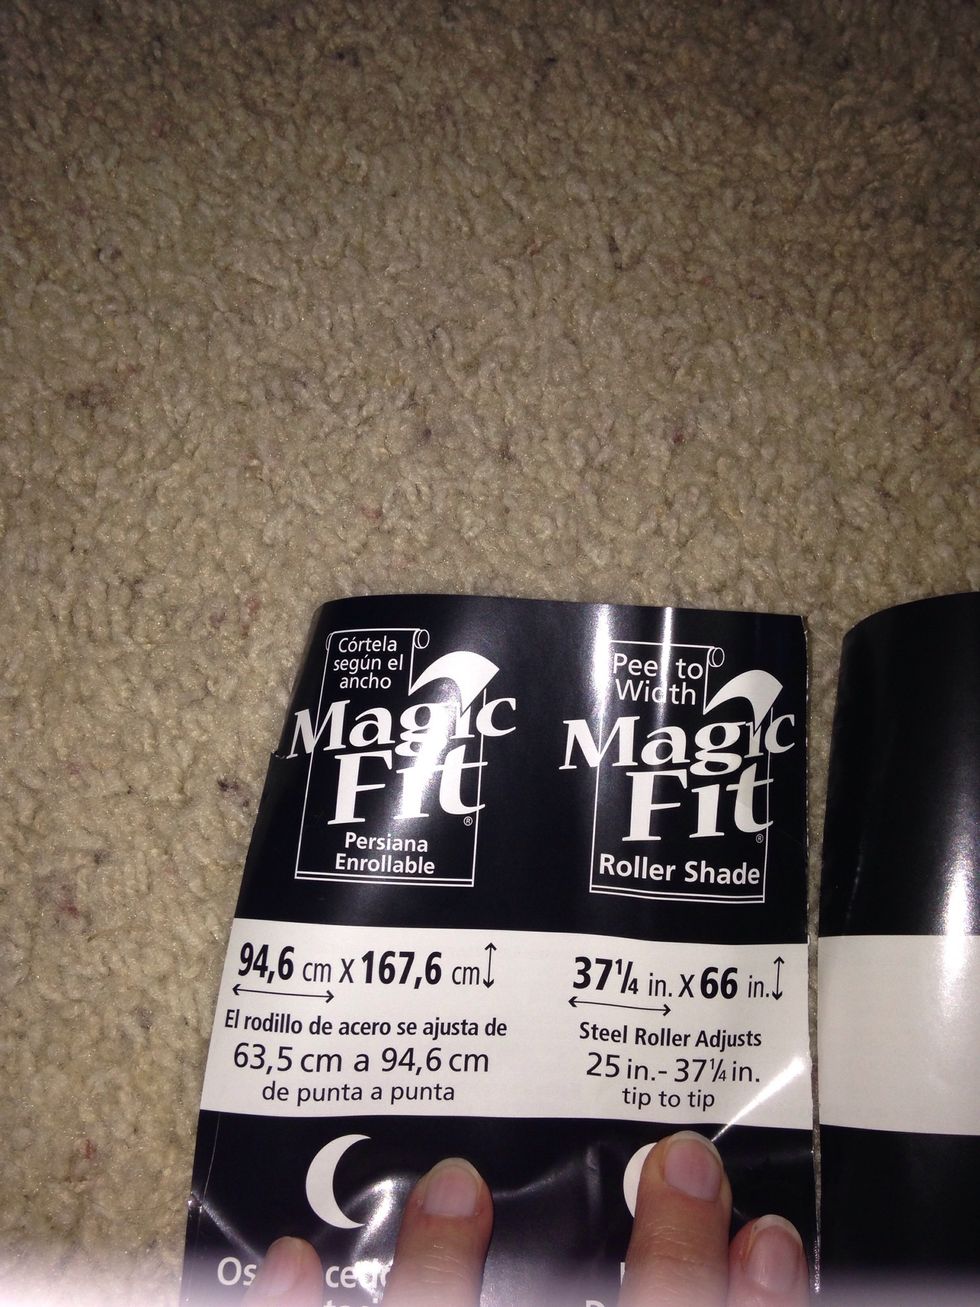 Córtela
según el
ancho
Magic
Fit®
Persiana
Enrollable
94,6 cm X 167,6 cm
El rodillo de acero se ajusta de
63,5 cm a 94,6 cm
de punta a punta
Peel to
Width
Magic
Fit®
Roller Shade
37¼ in. X 66 in.
Steel Roller Adjusts
25 in.- 37¼ in.
tip to tip